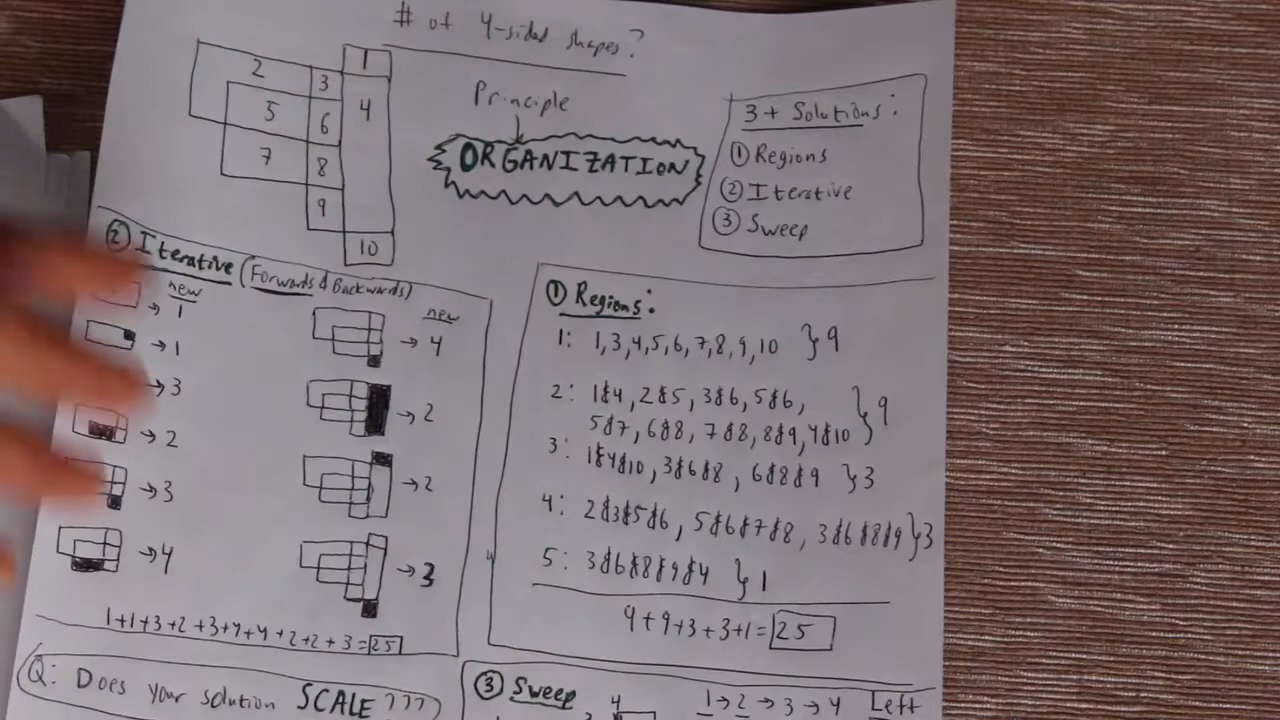 # of 4-sided shapes?
1
2
3
4
5
6
7
8
9
10
Principle
ORGANIZATION
3+ Solutions:
① Regions
② Iterative
③ Sweep
② Iterative (Forwards & Backwards)
new
→ 1
→ 1
→ 3
→ 2
→ 3
→ 4
new
→ 4
→ 2
→ 2
→ 3
1+1+3+2+3+4+4+2+2+3=25
① Regions:
1: 1,3,4,5,6,7,8,9,10 } 9
2: 1&4, 2&5, 3&6, 5&6,
5&7, 6&8, 7&8, 8&9, 4&10 } 9
3: 1&4&10, 3&6&8, 6&8&9 } 3
4: 2&3&5&6, 5&6&7&8, 3&6&8&9 } 3
5: 3&6&8&9&4 } 1
9+9+3+3+1=25
Q: Does your solution SCALE???
③ Sweep
4
1→2→3→4 Left